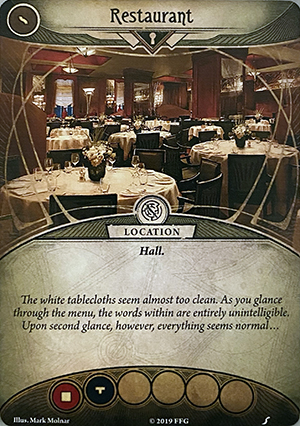 Restaurant
LOCATION
Hall.
The white tablecloths seem almost too clean. As you glance
through the menu, the words within are entirely unintelligible.
Upon second glance, however, everything seems normal…
Illus. Mark Molnar
© 2019 FFG